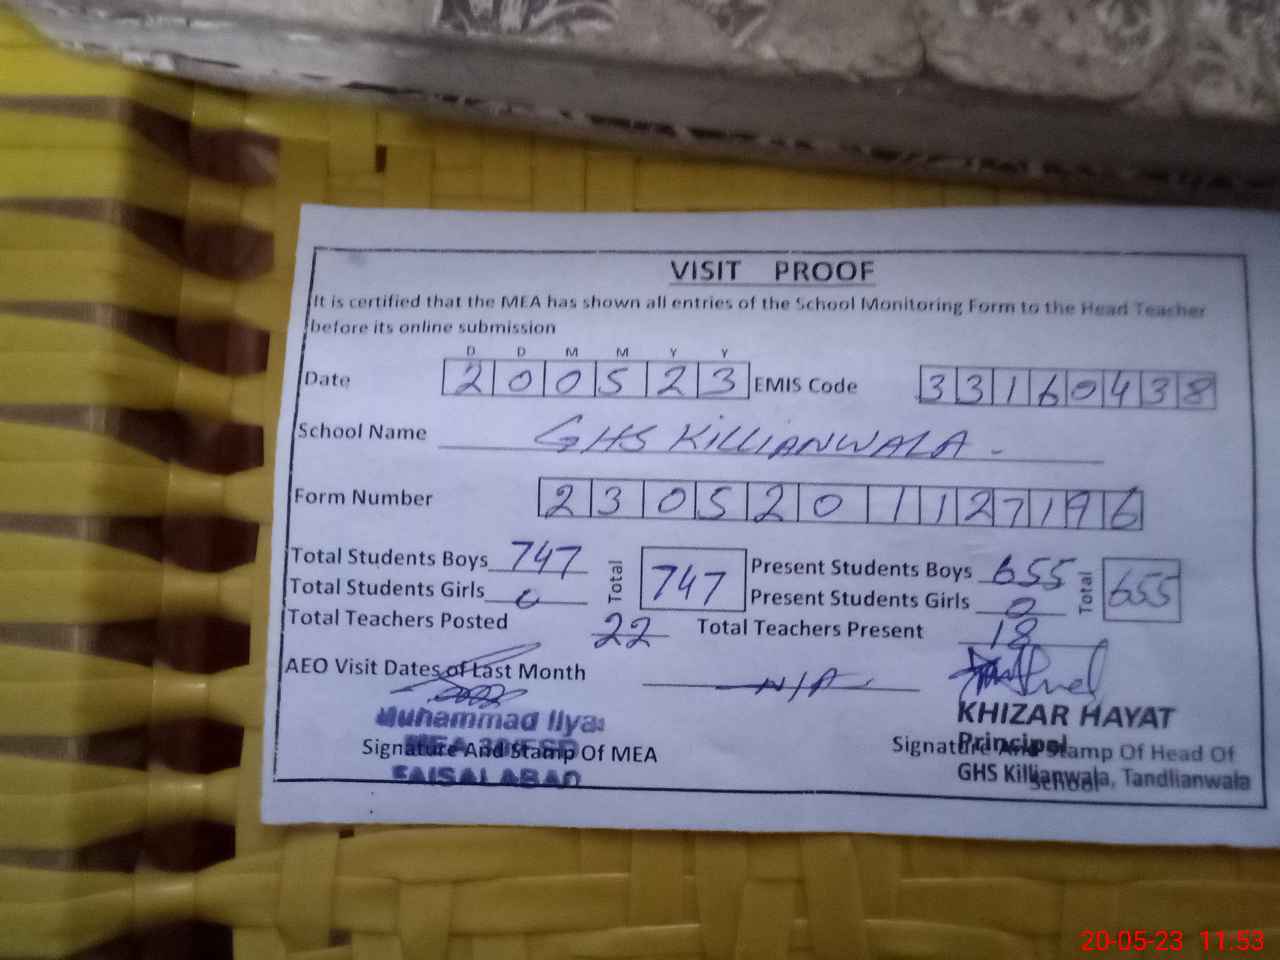 VISIT PROOF
It is certified that the MEA has shown all entries of the School Monitoring Form to the Head Teacher
before its online submission
D D M M Y Y
Date 2 0 0 5 2 3 EMIS Code 3 3 1 6 0 4 3 8
School Name GHS KILLIANWALA -
Form Number 2 3 0 5 2 0 1 1 2 7 1 9 6
Total Students Boys 747 Total 747 Present Students Boys 655 Total 655
Total Students Girls 0 Present Students Girls 0
Total Teachers Posted 22 Total Teachers Present 18
AEO Visit Dates of Last Month N/A.
Muhammad Ilyas
MEA
Signature And Stamp Of MEA
FAISALABAD
KHIZAR HAYAT
Principal
Signature And Stamp Of Head Of
School
GHS Killianwala, Tandlianwala
20-05-23 11:53